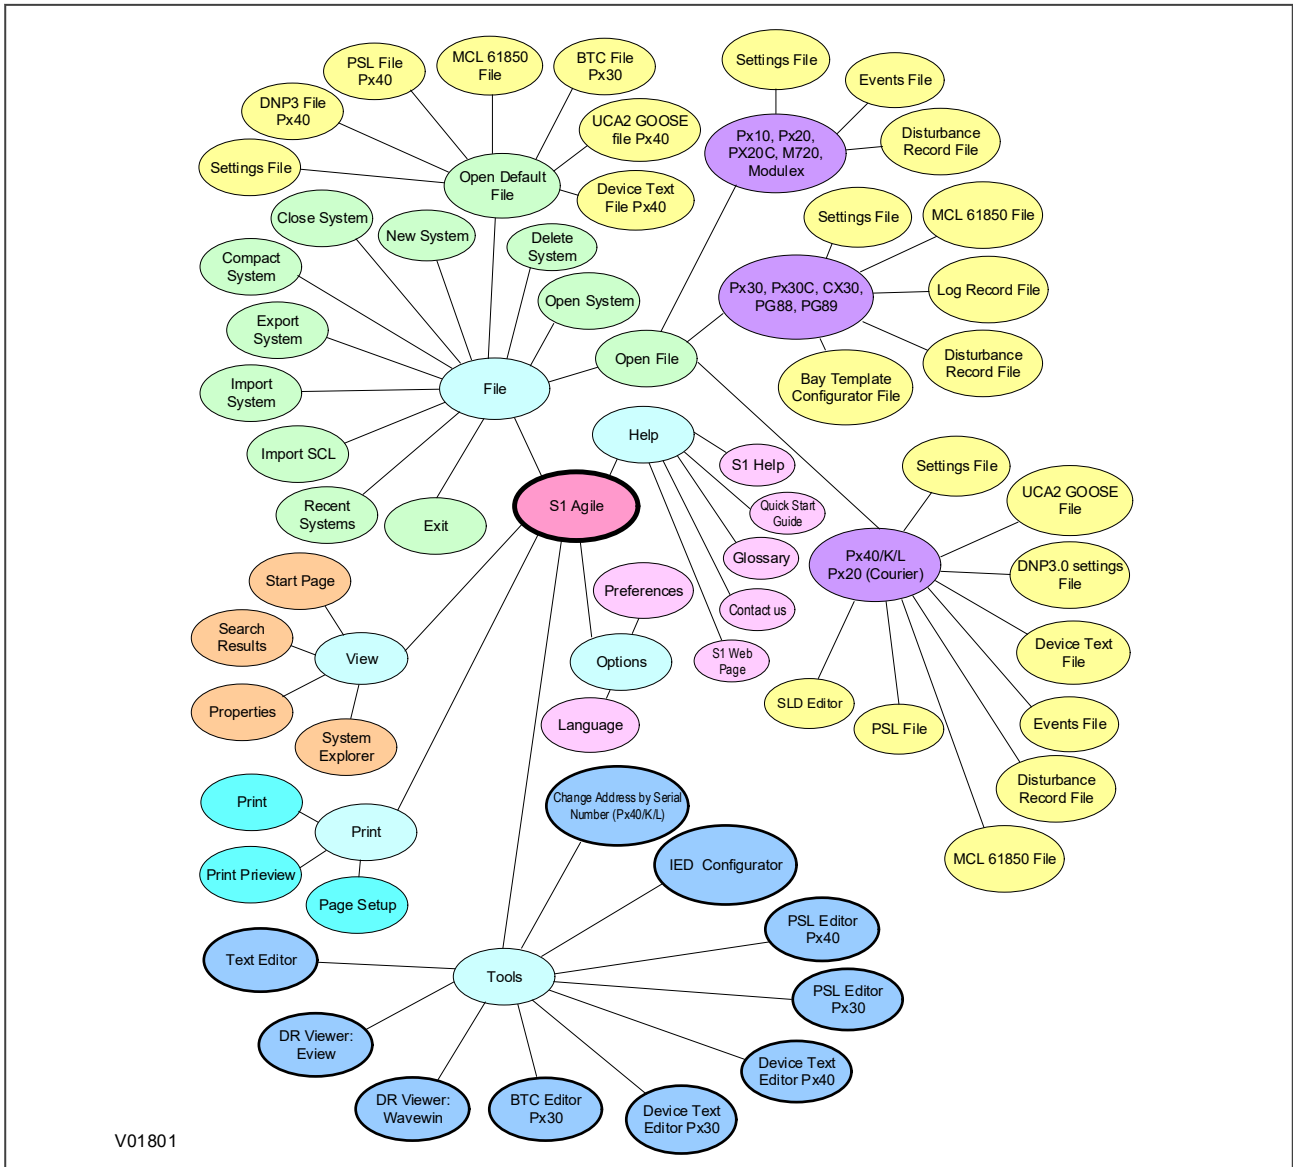 PSL File
Px40
MCL 61850
File
BTC File
Px30
DNP3 File
Px40
UCA2 GOOSE
file Px40
Settings File
Open Default
File
Device Text
File Px40
Settings File
Events File
Px10, Px20,
PX20C, M720,
Modulex
Disturbance
Record File
Close System
New System
Delete
System
Compact
System
Open System
Export
System
Import
System
File
Open File
Import SCL
Recent
Systems
Exit
Settings File
MCL 61850 File
Px30, Px30C, CX30,
PG88, PG89
Log Record File
Disturbance
Record File
Bay Template
Configurator File
Help
S1 Help
Quick Start
Guide
Glossary
Contact us
S1 Web
Page
S1 Agile
Settings File
UCA2 GOOSE
File
Px40/K/L
Px20 (Courier)
DNP3.0 settings
File
Device Text
File
Events File
Disturbance
Record File
MCL 61850 File
PSL File
SLD Editor
Start Page
Search
Results
View
Properties
System
Explorer
Preferences
Options
Language
Print
Print
Print Prieview
Page Setup
Change Address by Serial
Number (Px40/K/L)
IED  Configurator
PSL Editor
Px40
Text Editor
Tools
PSL Editor
Px30
DR Viewer:
Eview
Device Text
Editor Px40
DR Viewer:
Wavewin
BTC Editor
Px30
Device Text
Editor Px30
V01801